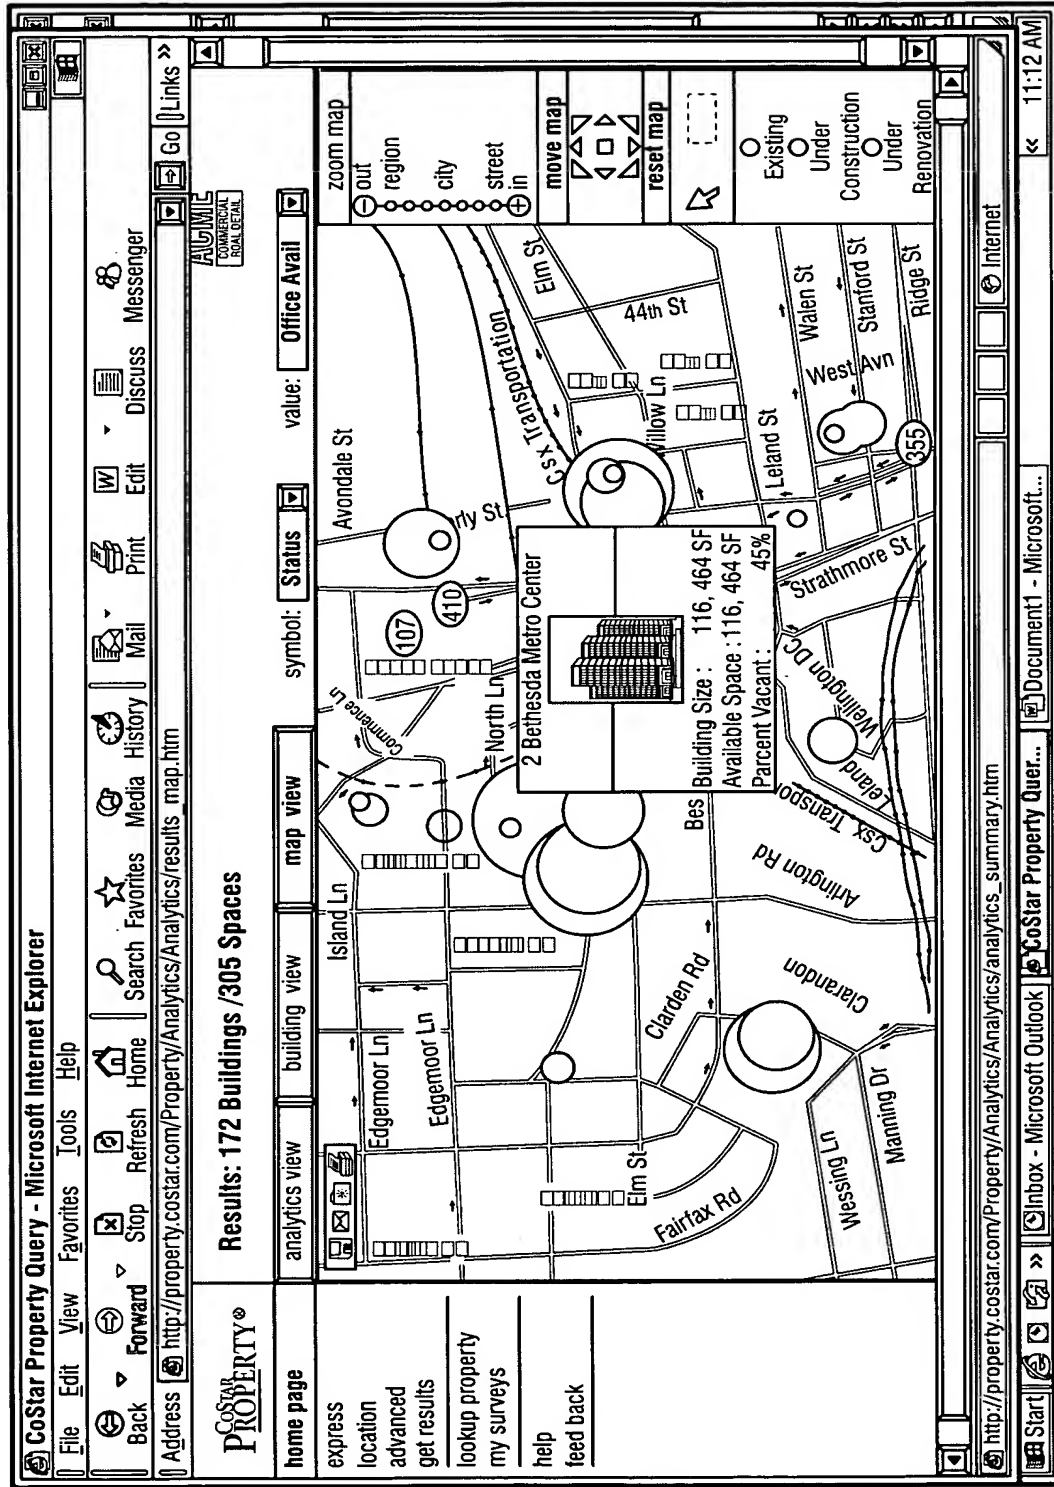 CoStar Property Query - Microsoft Internet Explorer
File Edit View Favorites Tools Help
Back Forward Stop Refresh Home Search Favorites Media History Mail Print Edit Discuss Messenger
Address http://property.costar.com/Property/Analytics/Analytics/results_map.htm Go Links »
COSTAR
PROPERTY®
Results: 172 Buildings /305 Spaces
ACME
COMMERCIAL
ROAL DETAIL
home page
express
location
advanced
get results
lookup property
my surveys
help
feed back
analytics view building view map view symbol: Status value: Office Avail
zoom map
out
region
city
street
in
move map
reset map
Existing
Under
Construction
Under
Renovation
Island Ln
Avondale St
Commence Ln
Edgemoor Ln
Edgemoor Ln
107
410
North Ln
rly St
Csx Transportation
Elm St
44th St
2 Bethesda Metro Center
Building Size : 116, 464 SF
Available Space : 116, 464 SF
Parcent Vacant : 45%
Willow Ln
Elm St
Fairfax Rd
Clarden Rd
Bes
Leland St
Walen St
West Avn
Stanford St
Ridge St
355
Strathmore St
Wellington DC
Leland
Csx Transpo
Arlington Rd
Clarandon
Wessing Ln
Manning Dr
http://property.costar.com/Property/Analytics/Analytics/analytics_summary.htm Internet
Start » Inbox - Microsoft Outlook CoStar Property Quer... Document1 - Microsoft... « 11:12 AM